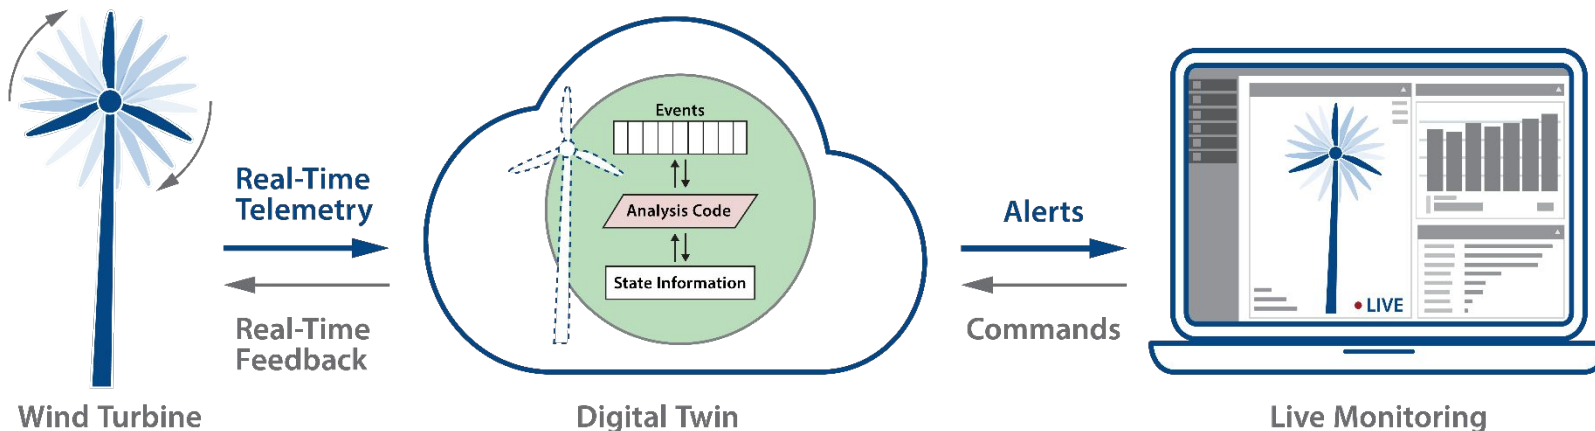 Real-Time
Telemetry
Real-Time
Feedback
Wind Turbine
Events
Analysis Code
State Information
Digital Twin
Alerts
Commands
LIVE
Live Monitoring